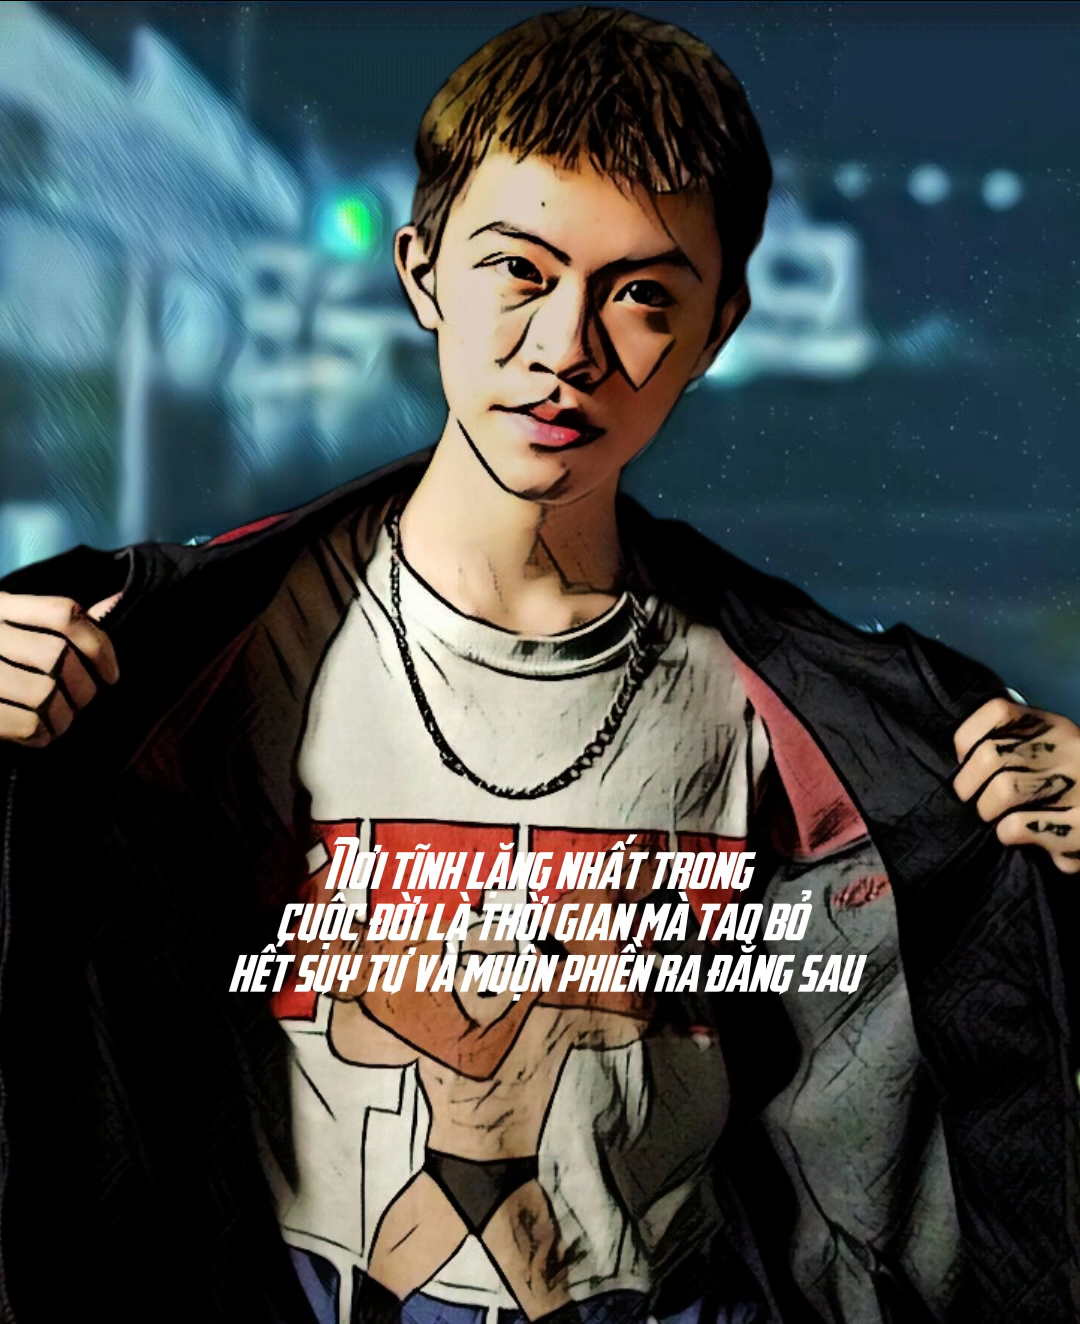 Nơi tĩnh lặng nhất trong
cuộc đời là thời gian mà tao bỏ
hết suy tư và muộn phiền ra đằng sau